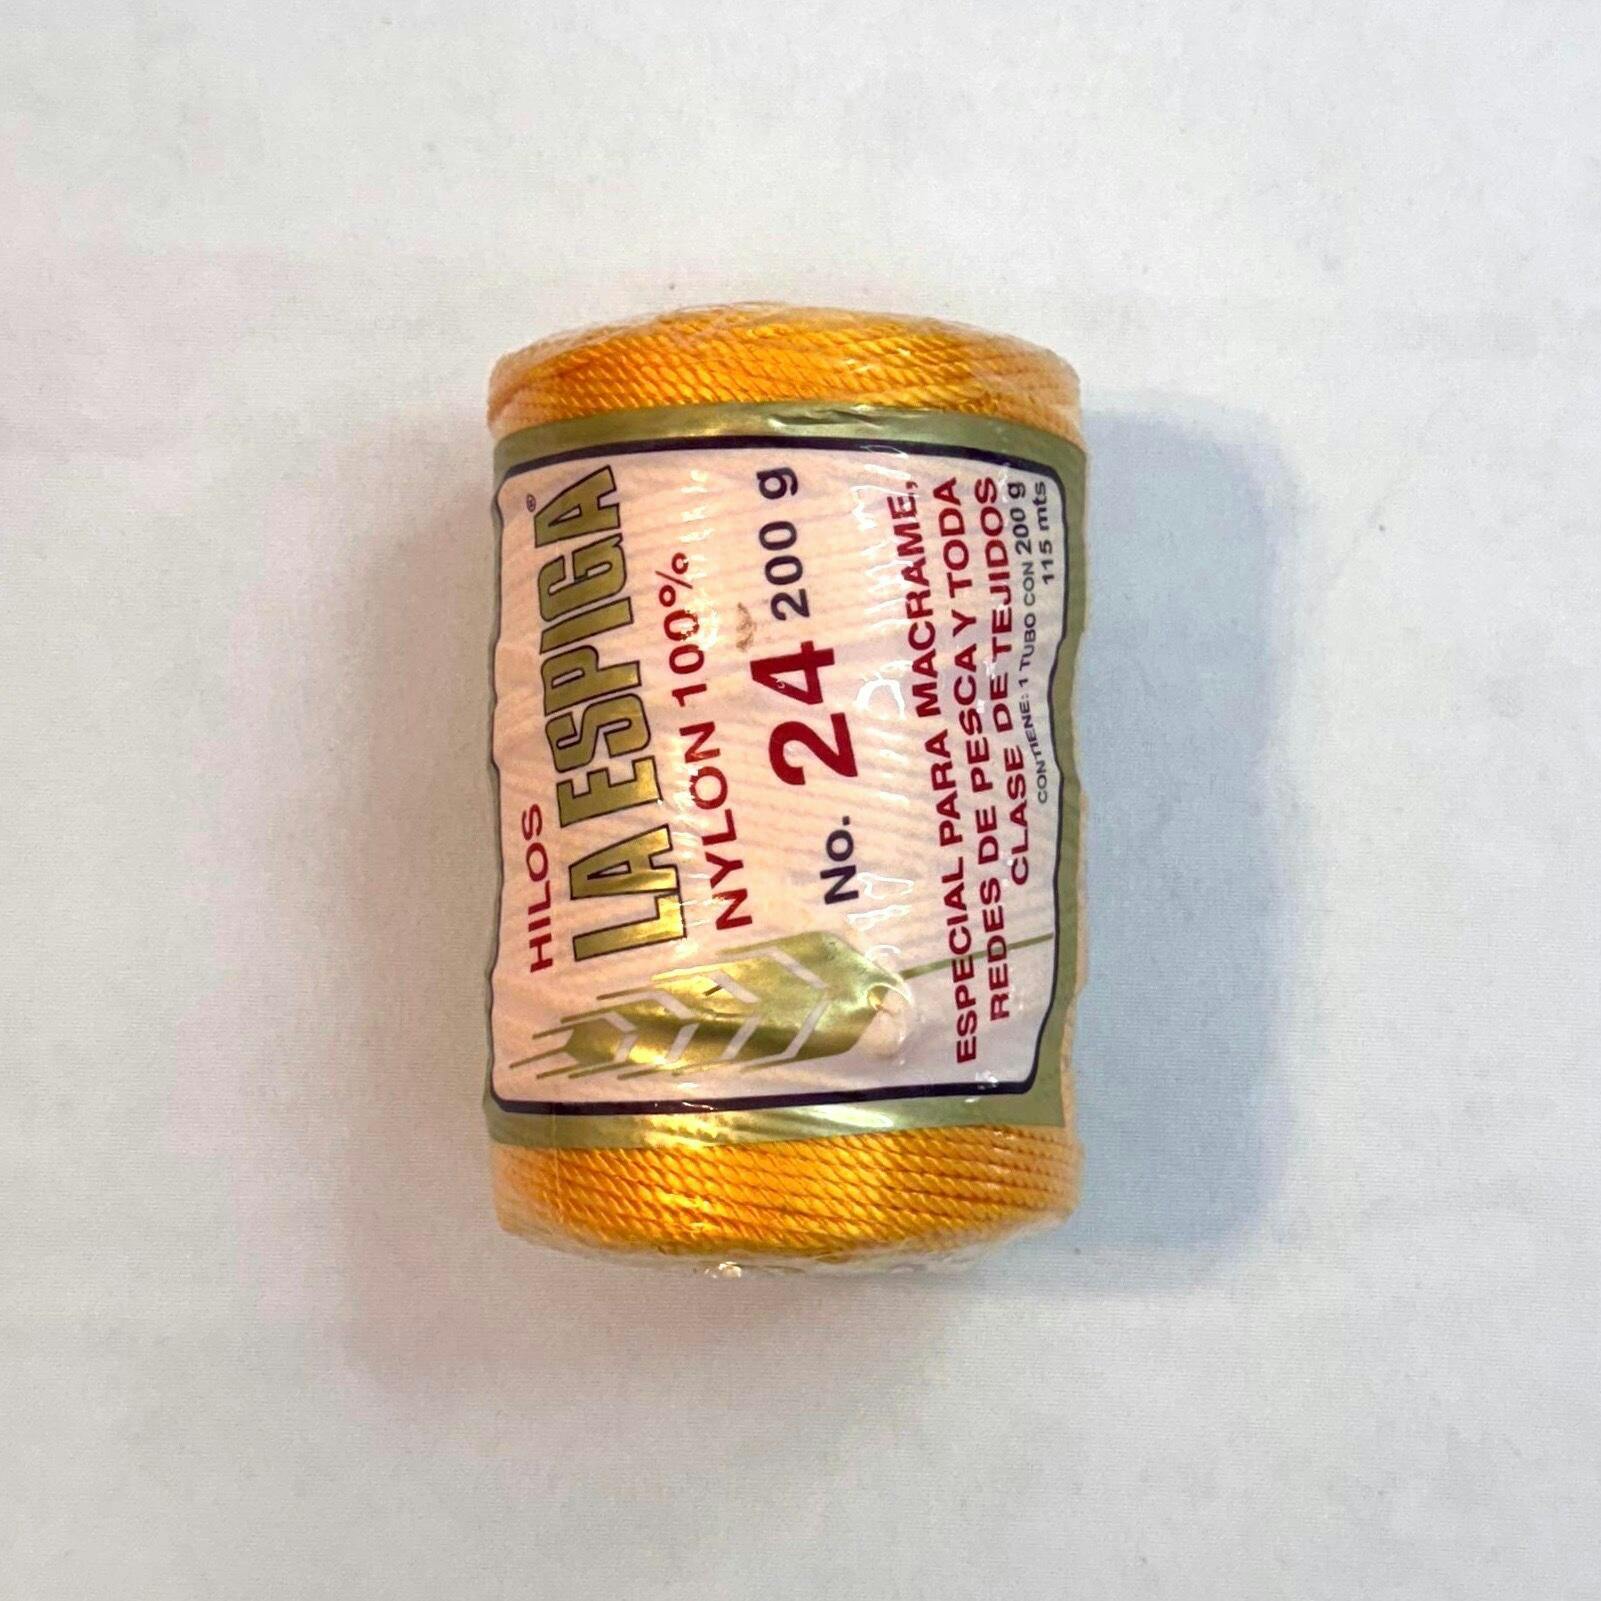 HILOS
LA ESPIGA®
NYLON 100%
No. 24 200 g
ESPECIAL PARA MACRAME,
REDES DE PESCA Y TODA
CLASE DE TEJIDOS
CONTIENE: 1 TUBO CON 200 g
115 mts